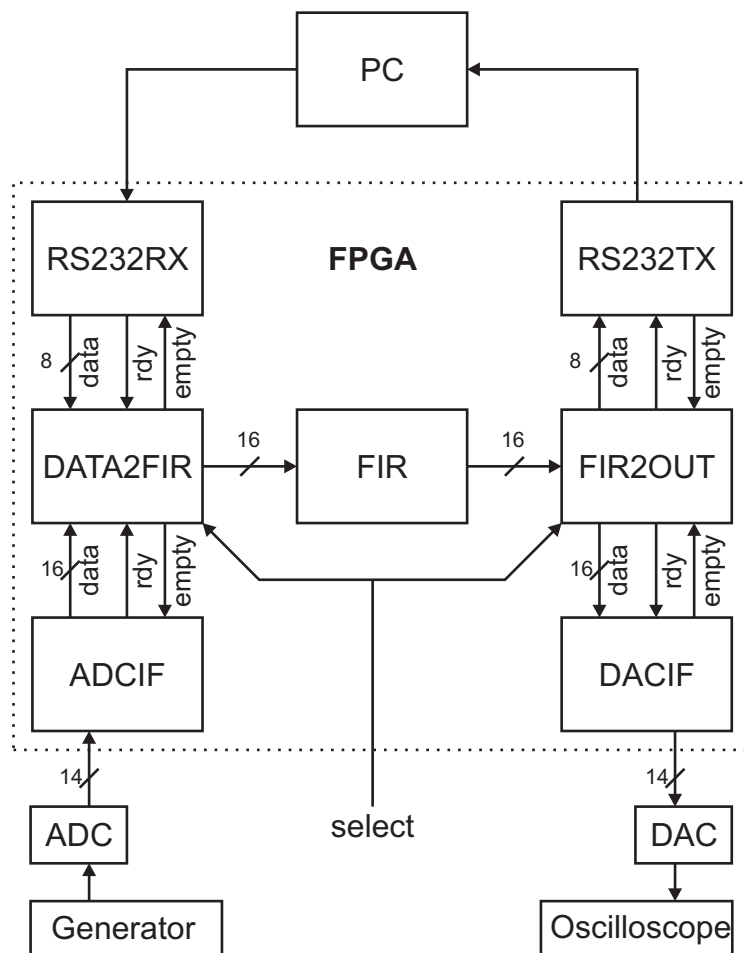 PC
RS232RX
FPGA
RS232TX
8
data
rdy
empty
8
data
rdy
empty
DATA2FIR
16
FIR
16
FIR2OUT
16
data
rdy
empty
16
data
rdy
empty
ADCIF
DACIF
14
14
ADC
select
DAC
Generator
Oscilloscope